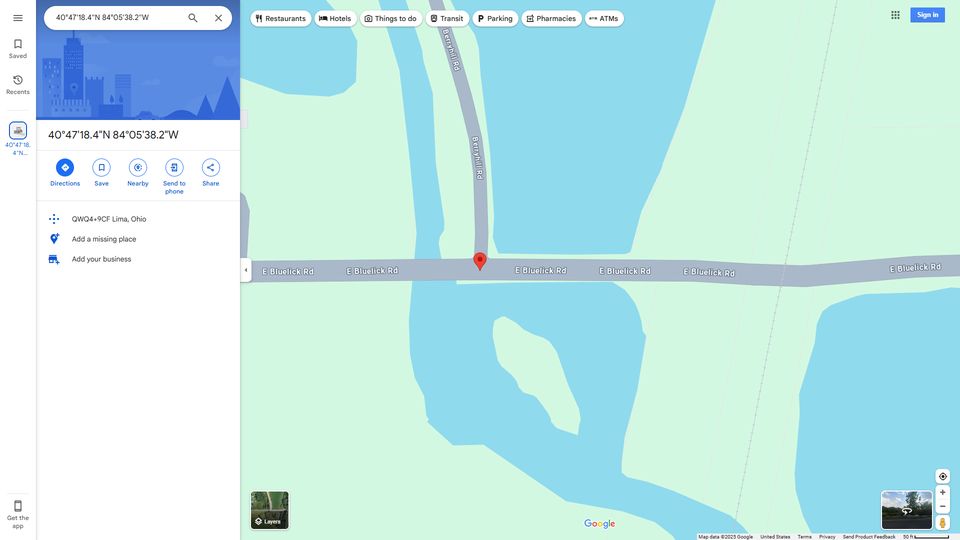 40°47'18.4"N 84°05'38.2"W
Restaurants
Hotels
Things to do
Transit
Parking
Pharmacies
ATMs
Sign in
Saved
Recents
40°47'18.
4"N...
40°47'18.4"N 84°05'38.2"W
Directions
Save
Nearby
Send to
phone
Share
QWQ4+9CF Lima, Ohio
Add a missing place
Add your business
Berryhill Rd
Berryhill Rd
E Bluelick Rd
E Bluelick Rd
E Bluelick Rd
E Bluelick Rd
E Bluelick Rd
E Bluelick Rd
Get the
app
Layers
Google
Map data ©2025 Google
United States
Terms
Privacy
Send Product Feedback
50 ft